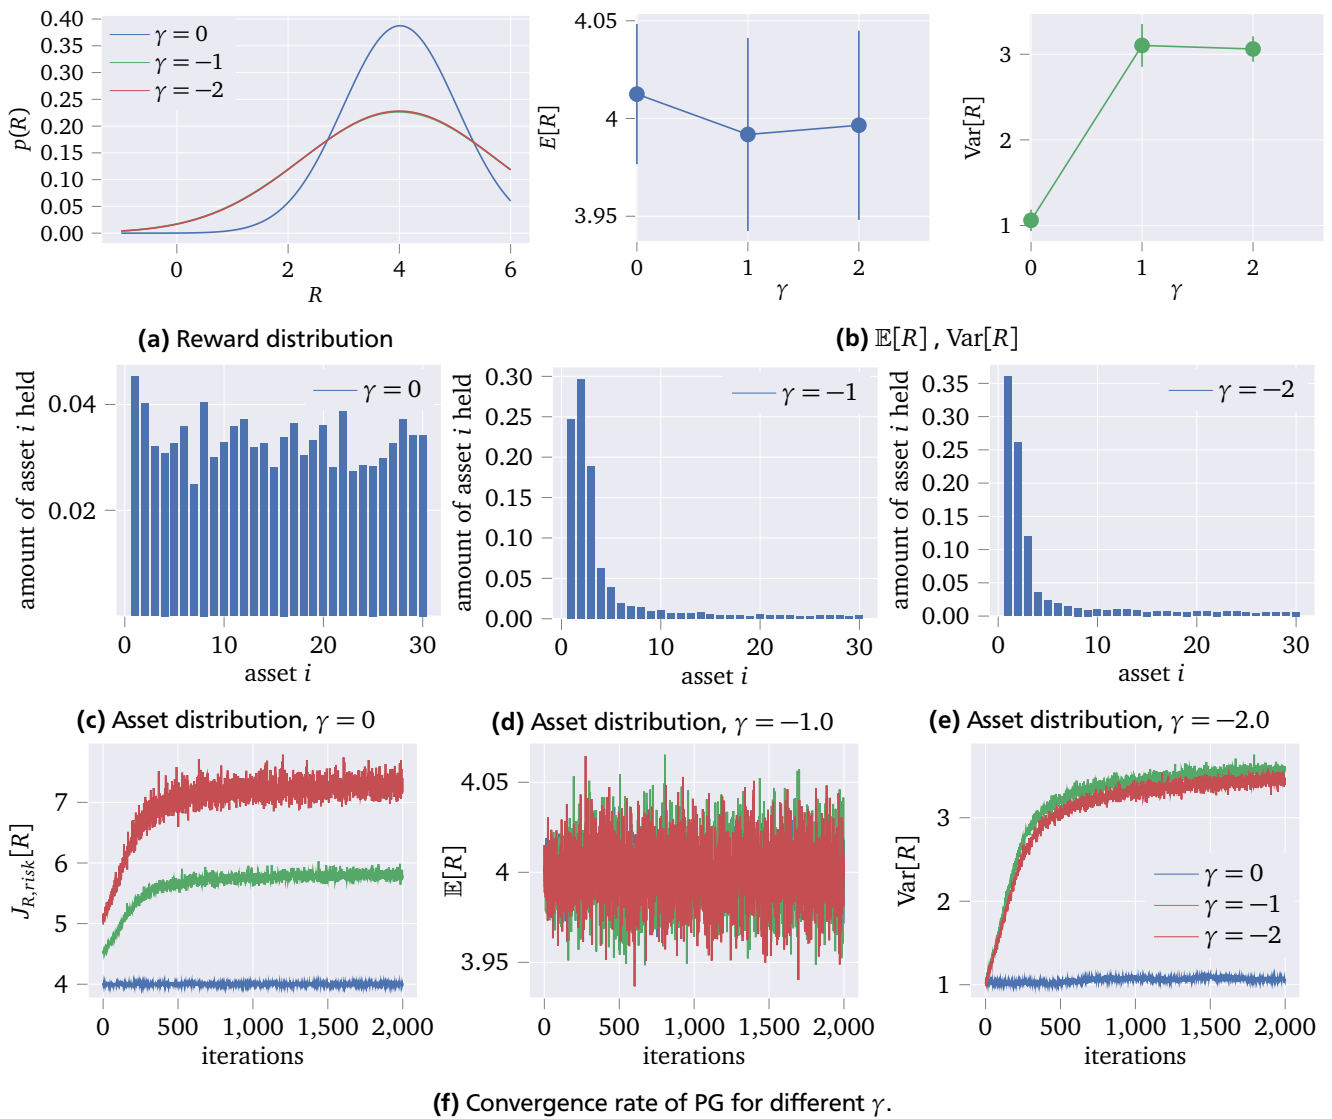 0.40
0.35
0.30
0.25
0.20
0.15
0.10
0.05
0.00
p(R)
γ = 0
γ = −1
γ = −2
0 2 4 6
R
4.05
4
3.95
E[R]
0 1 2
γ
3
2
1
Var[R]
0 1 2
γ
(a) Reward distribution
(b) 𝔼[R] , Var[R]
0.04
0.02
amount of asset i held
γ = 0
0 10 20 30
asset i
0.30
0.25
0.20
0.15
0.10
0.05
0.00
amount of asset i held
γ = −1
0 10 20 30
asset i
0.35
0.30
0.25
0.20
0.15
0.10
0.05
0.00
amount of asset i held
γ = −2
0 10 20 30
asset i
(c) Asset distribution, γ = 0
(d) Asset distribution, γ = −1.0
(e) Asset distribution, γ = −2.0
7
6
5
4
J_{R,risk}[R]
0 500 1,000 1,500 2,000
iterations
4.05
4
3.95
𝔼[R]
0 500 1,000 1,500 2,000
iterations
3
2
1
Var[R]
γ = 0
γ = −1
γ = −2
0 500 1,000 1,500 2,000
iterations
(f) Convergence rate of PG for different γ.